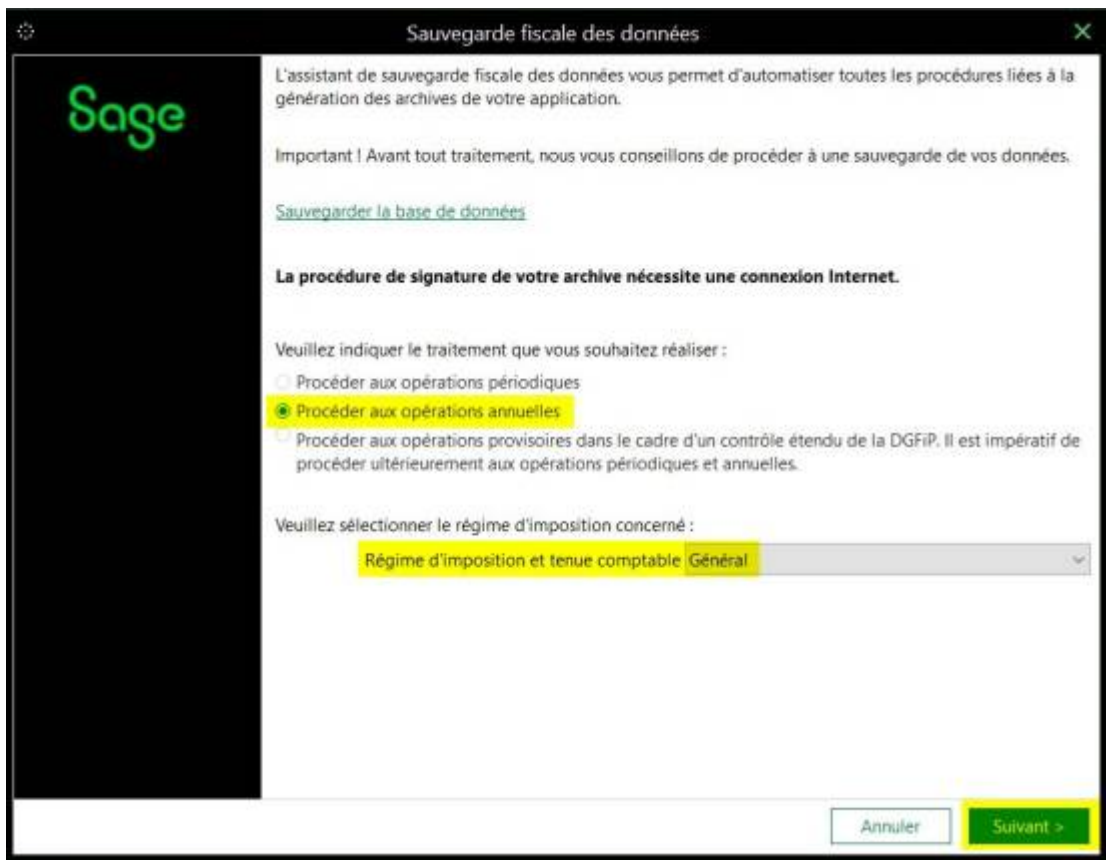 Sauvegarde fiscale des données
Sage
L'assistant de sauvegarde fiscale des données vous permet d'automatiser toutes les procédures liées à la
génération des archives de votre application.
Important ! Avant tout traitement, nous vous conseillons de procéder à une sauvegarde de vos données.
Sauvegarder la base de données
La procédure de signature de votre archive nécessite une connexion Internet.
Veuillez indiquer le traitement que vous souhaitez réaliser :
Procéder aux opérations périodiques
Procéder aux opérations annuelles
Procéder aux opérations provisoires dans le cadre d'un contrôle étendu de la DGFiP. Il est impératif de
procéder ultérieurement aux opérations périodiques et annuelles.
Veuillez sélectionner le régime d'imposition concerné :
Régime d'imposition et tenue comptable Général
Annuler
Suivant >